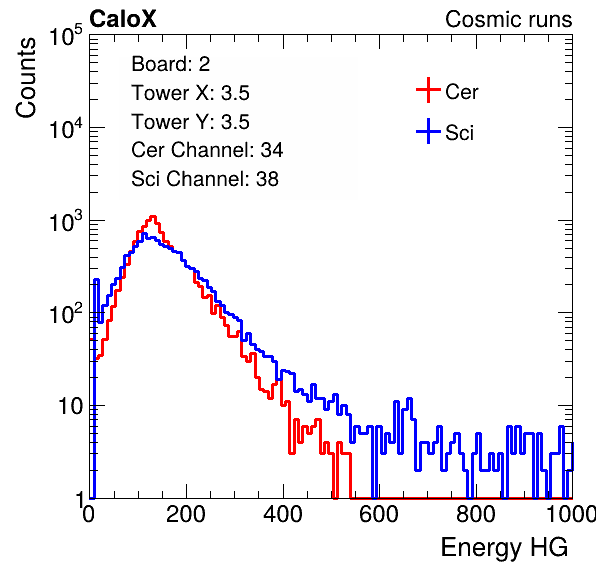 CaloX Cosmic runs
Counts
Board: 2
Tower X: 3.5
Tower Y: 3.5
Cer Channel: 34
Sci Channel: 38
Cer
Sci
10^5
10^4
10^3
10^2
10
1
0 200 400 600 800 1000
Energy HG